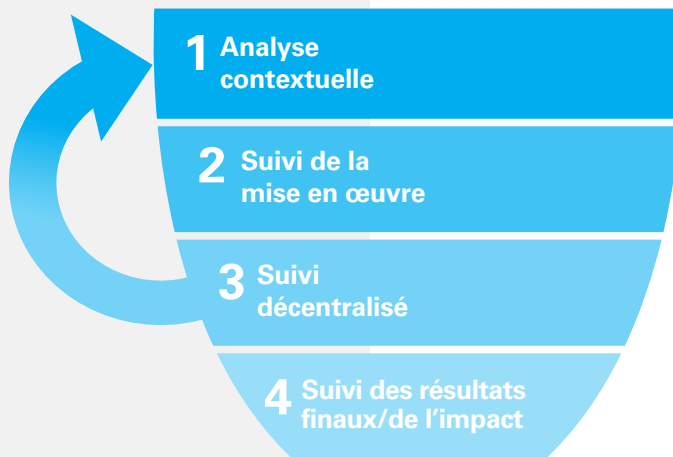 1 Analyse
contextuelle
2 Suivi de la
mise en œuvre
3 Suivi
décentralisé
4 Suivi des résultats
finaux/de l’impact